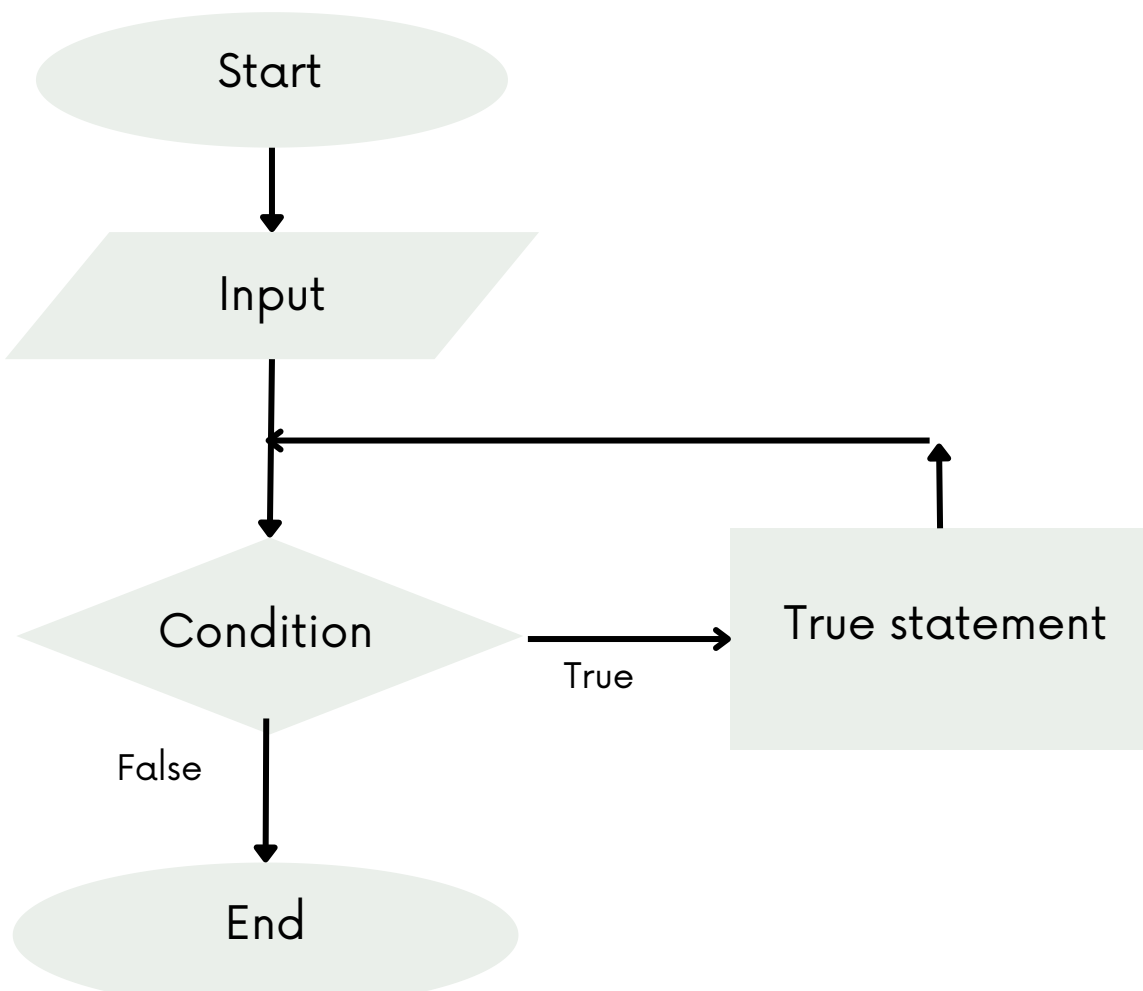 Start
Input
Condition
True statement
True
False
End